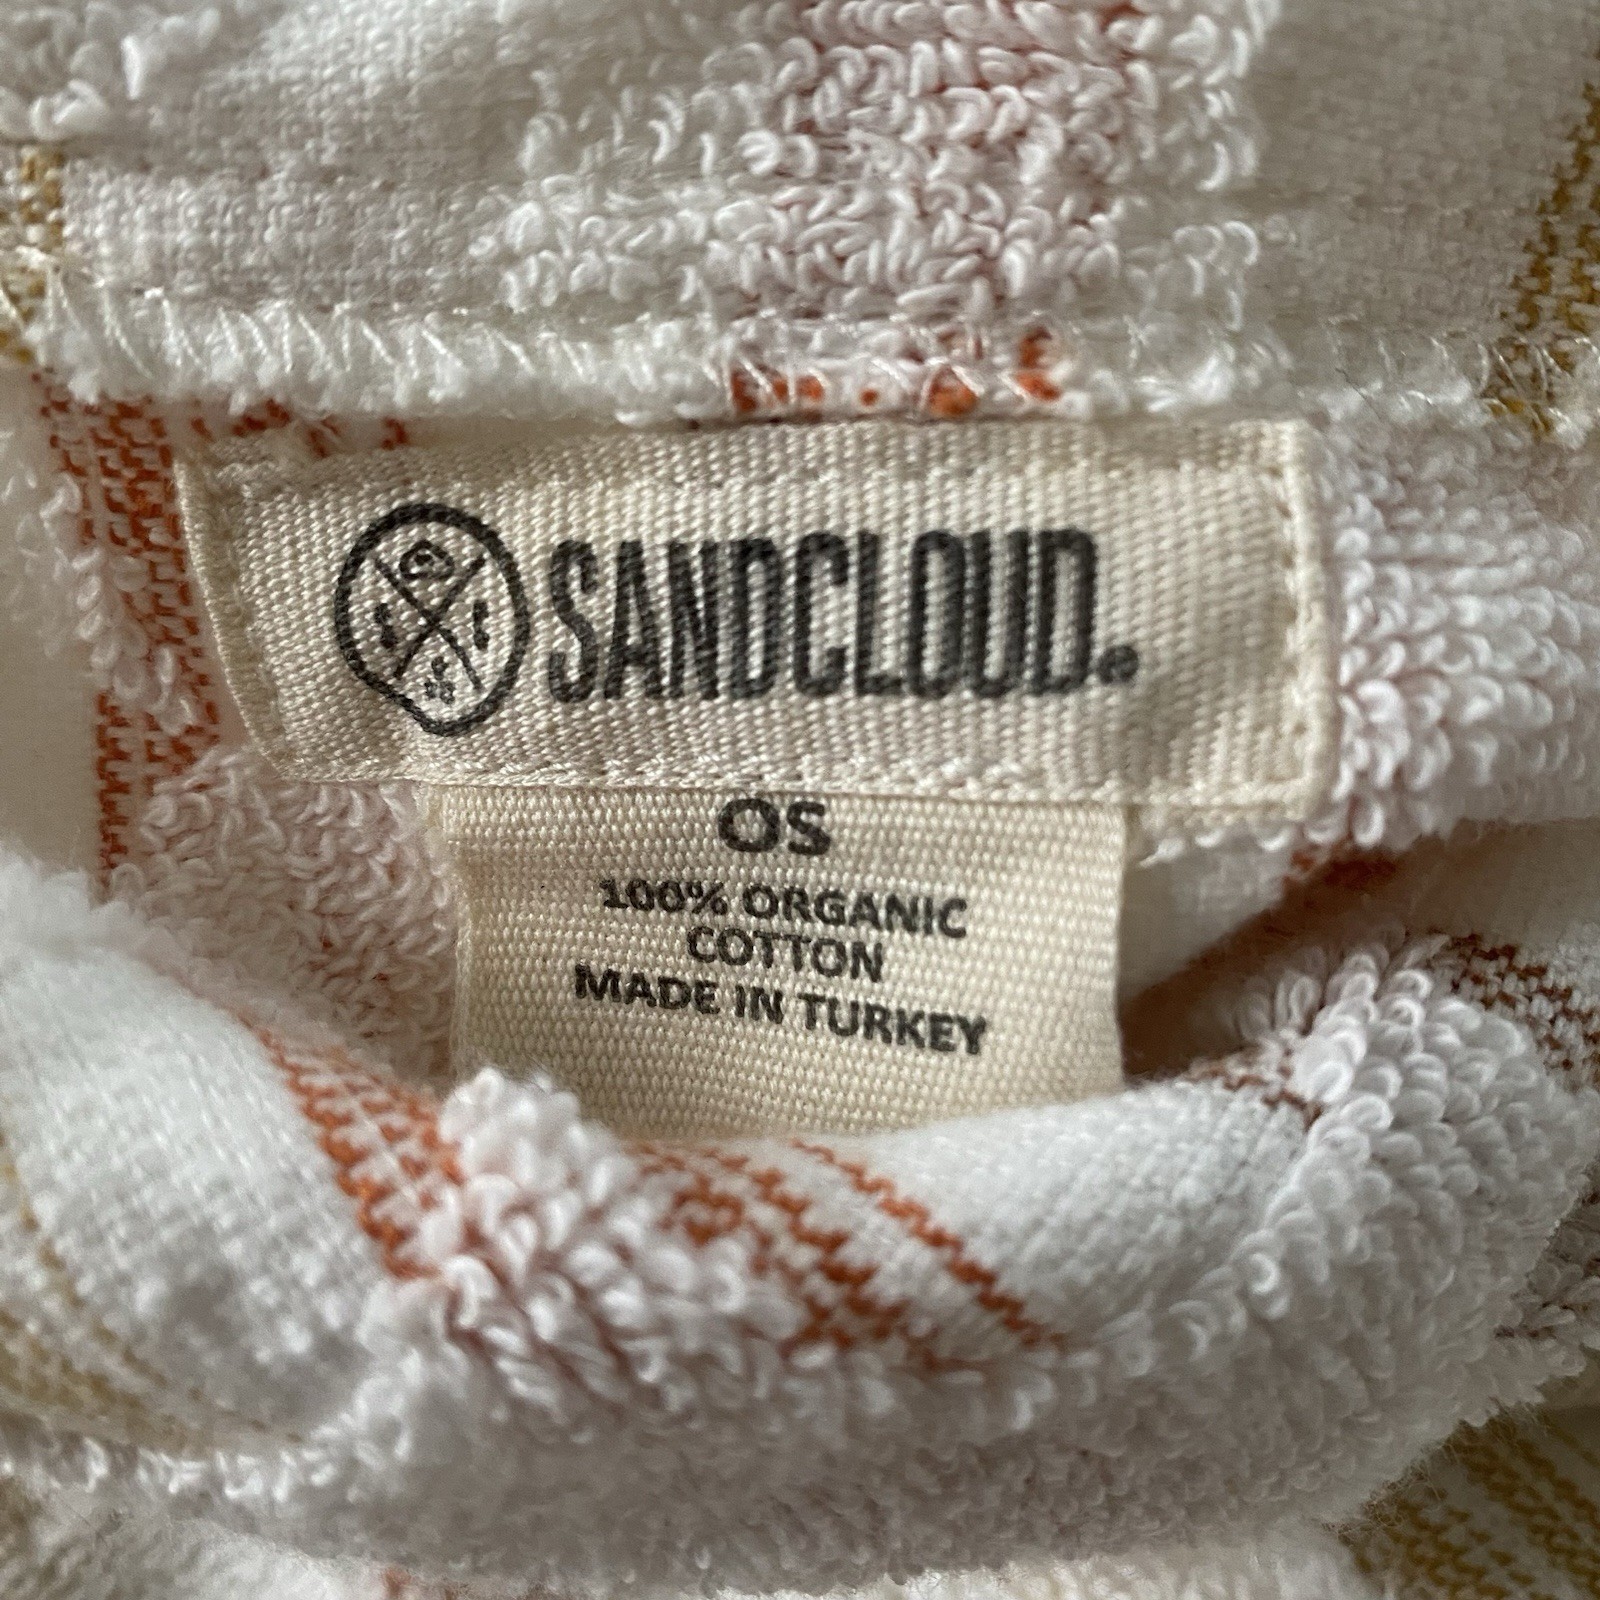 SANDCLOUD®
OS
100% ORGANIC
COTTON
MADE IN TURKEY